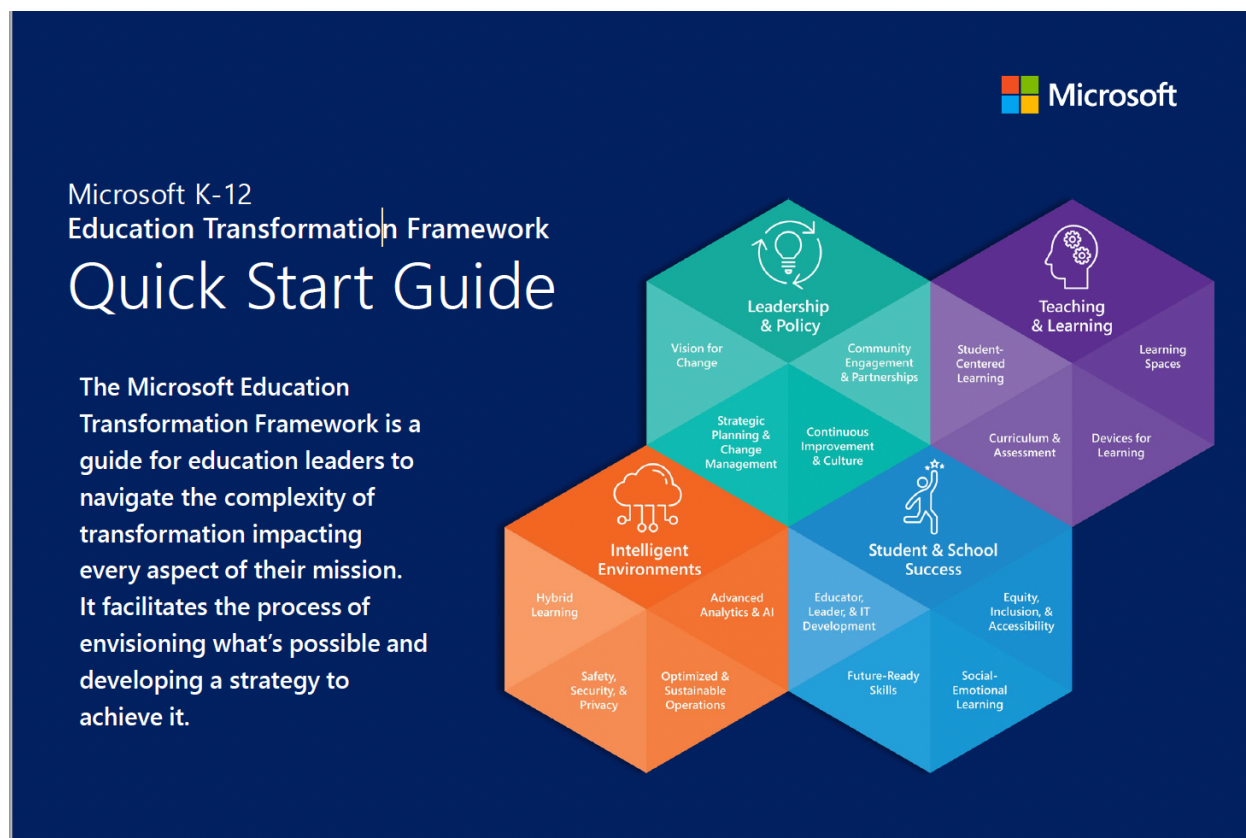 Microsoft
Microsoft K-12
Education Transformation Framework
Quick Start Guide
The Microsoft Education
Transformation Framework is a
guide for education leaders to
navigate the complexity of
transformation impacting
every aspect of their mission.
It facilitates the process of
envisioning what's possible and
developing a strategy to
achieve it.
Leadership
& Policy
Vision for
Change
Community
Engagement
& Partnerships
Strategic
Planning &
Change
Management
Continuous
Improvement
& Culture
Teaching
& Learning
Student-
Centered
Learning
Learning
Spaces
Curriculum &
Assessment
Devices for
Learning
Intelligent
Environments
Hybrid
Learning
Advanced
Analytics & AI
Safety,
Security, &
Privacy
Optimized &
Sustainable
Operations
Student & School
Success
Educator,
Leader, & IT
Development
Equity,
Inclusion, &
Accessibility
Future-Ready
Skills
Social-
Emotional
Learning